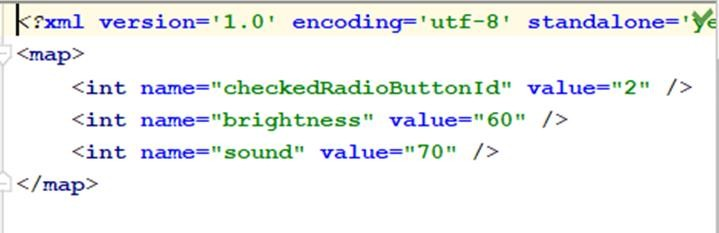 <?xml version='1.0' encoding='utf-8' standalone='ye
<map>
<int name="checkedRadioButtonId" value="2" />
<int name="brightness" value="60" />
<int name="sound" value="70" />
</map>